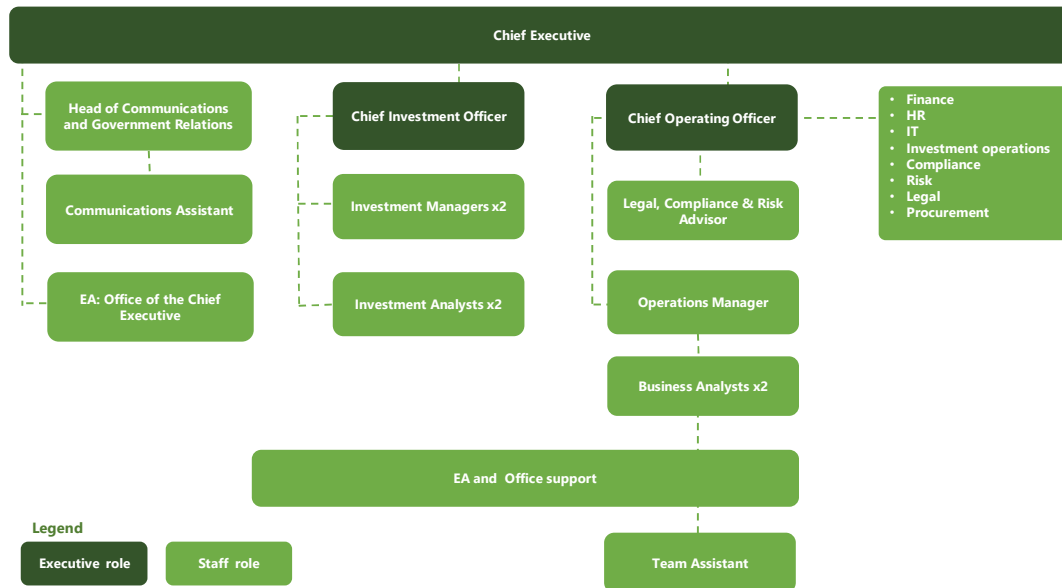 Chief Executive
Head of Communications
and Government Relations
Chief Investment Officer
Chief Operating Officer
• Finance
• HR
• IT
• Investment operations
• Compliance
• Risk
• Legal
• Procurement
Communications Assistant
Investment Managers x2
Legal, Compliance & Risk
Advisor
EA: Office of the Chief
Executive
Investment Analysts x2
Operations Manager
Business Analysts x2
EA and Office support
Legend
Executive role
Staff role
Team Assistant